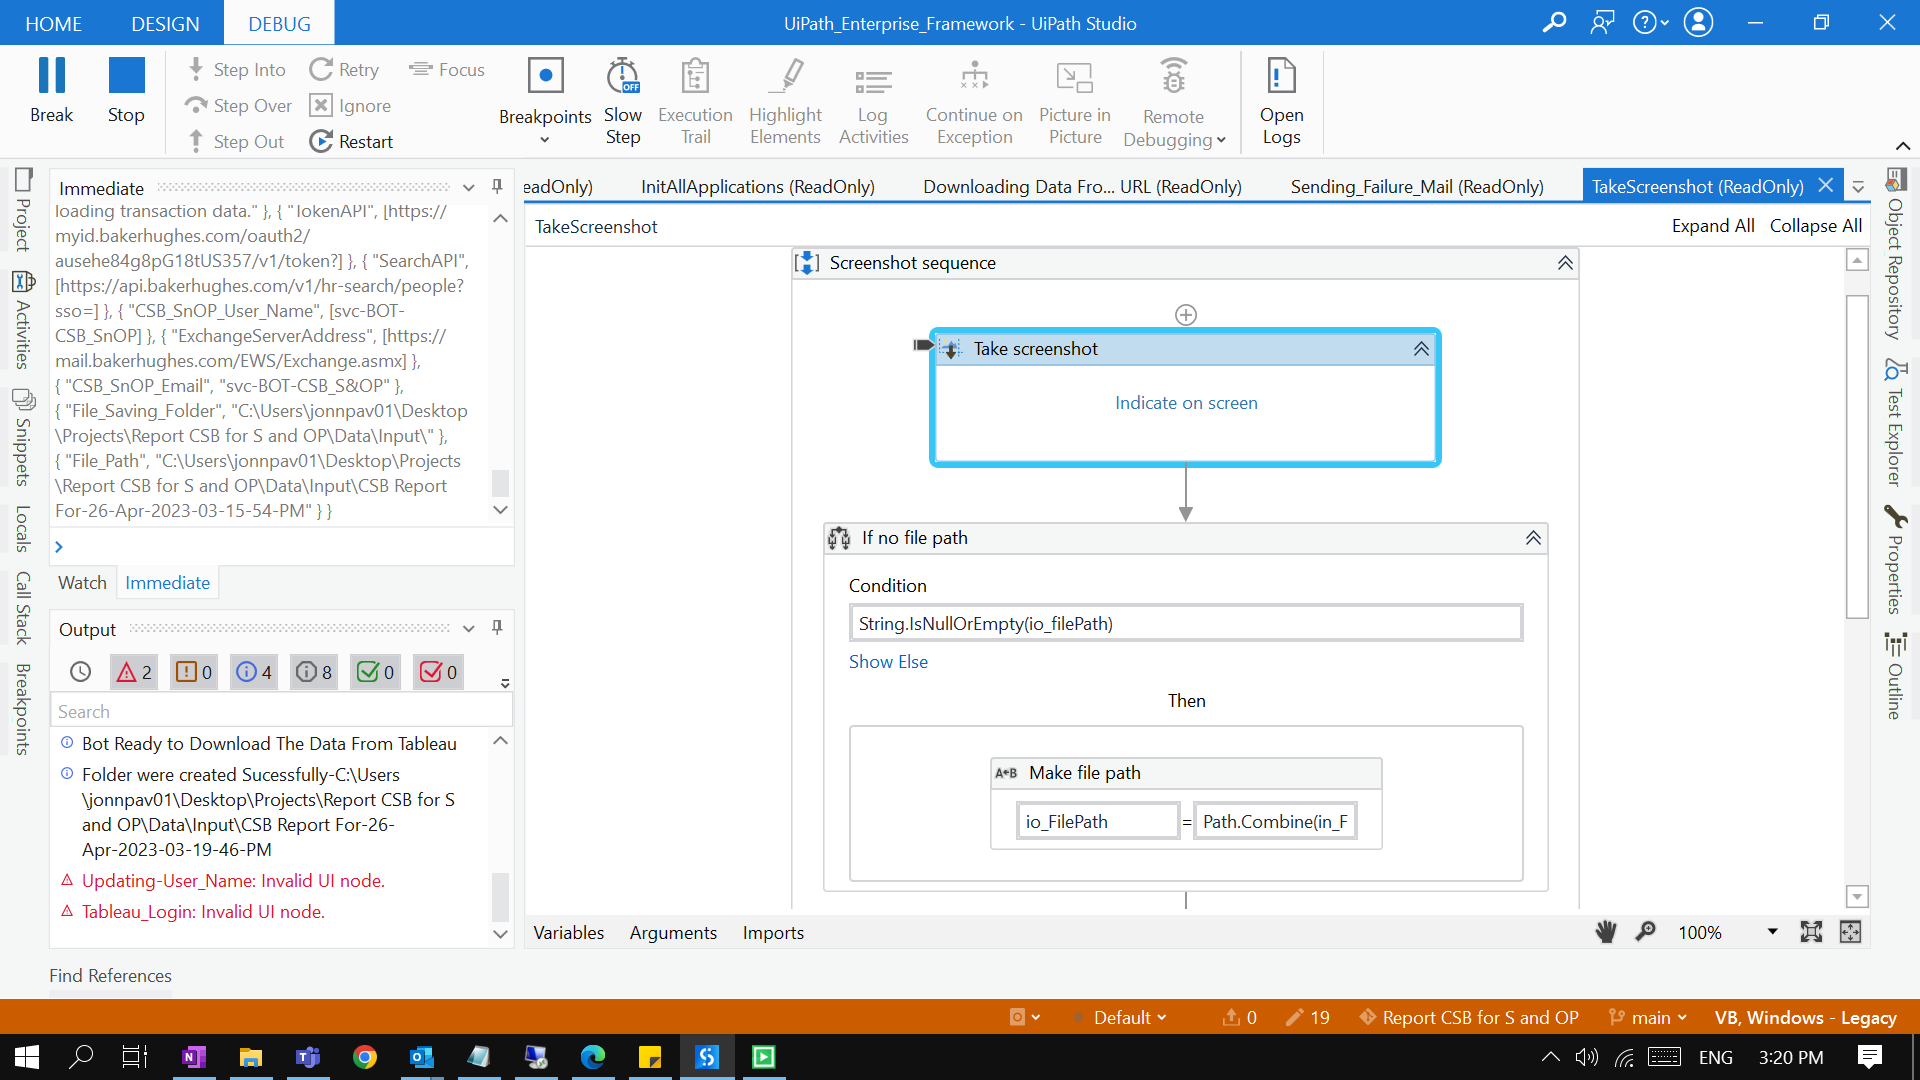 HOME
DESIGN
DEBUG
UiPath_Enterprise_Framework - UiPath Studio
Break
Stop
Step Into
Step Over
Step Out
Retry
Ignore
Restart
Focus
Breakpoints
OFF
Slow
Step
Execution
Trail
Highlight
Elements
Log
Activities
Continue on
Exception
Picture in
Picture
Remote
Debugging
Open
Logs
Project
Activities
Snippets
Locals
Call Stack
Breakpoints
Immediate
loading transaction data." }, { "TokenAPI", [https://
myid.bakerhughes.com/oauth2/
ausehe84g8pG18tUS357/v1/token?] }, { "SearchAPI",
[https://api.bakerhughes.com/v1/hr-search/people?
sso=] }, { "CSB_SnOP_User_Name", [svc-BOT-
CSB_SnOP] }, { "ExchangeServerAddress", [https://
mail.bakerhughes.com/EWS/Exchange.asmx] },
{ "CSB_SnOP_Email", "svc-BOT-CSB_S&OP" },
{ "File_Saving_Folder", "C:\Users\jonnpav01\Desktop
\Projects\Report CSB for S and OP\Data\Input\" },
{ "File_Path", "C:\Users\jonnpav01\Desktop\Projects
\Report CSB for S and OP\Data\Input\CSB Report
For-26-Apr-2023-03-15-54-PM" } }
Watch
Immediate
Output
2
0
4
8
0
0
Search
Bot Ready to Download The Data From Tableau
Folder were created Sucessfully-C:\Users
\jonnpav01\Desktop\Projects\Report CSB for S
and OP\Data\Input\CSB Report For-26-
Apr-2023-03-19-46-PM
Updating-User_Name: Invalid UI node.
Tableau_Login: Invalid UI node.
Find References
eadOnly)
InitAllApplications (ReadOnly)
Downloading Data Fro... URL (ReadOnly)
Sending_Failure_Mail (ReadOnly)
TakeScreenshot (ReadOnly)
TakeScreenshot
Expand All
Collapse All
Screenshot sequence
Take screenshot
Indicate on screen
If no file path
Condition
String.IsNullOrEmpty(io_filePath)
Show Else
Then
A B Make file path
io_FilePath
=
Path.Combine(in_F
Variables
Arguments
Imports
100%
Object Repository
Test Explorer
Properties
Outline
Default
0
19
Report CSB for S and OP
main
VB, Windows - Legacy
ENG
3:20 PM